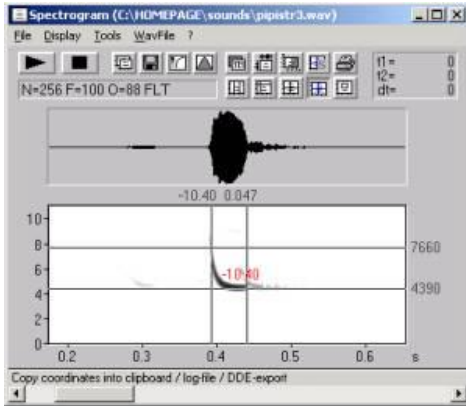 Spectrogram (C:\HOMEPAGE\sounds\pipistr3.wav)
File Display Tools WavFile ?
t1= 0
t2= 0
dt= 0
N=256 F=100 O=88 FLT
-10.40 0.047
10
8
7660
6
-10.40
4
4390
2
0
0.2 0.3 0.4 0.5 0.6 s
Copy coordinates into clipboard / log-file / DDE-export